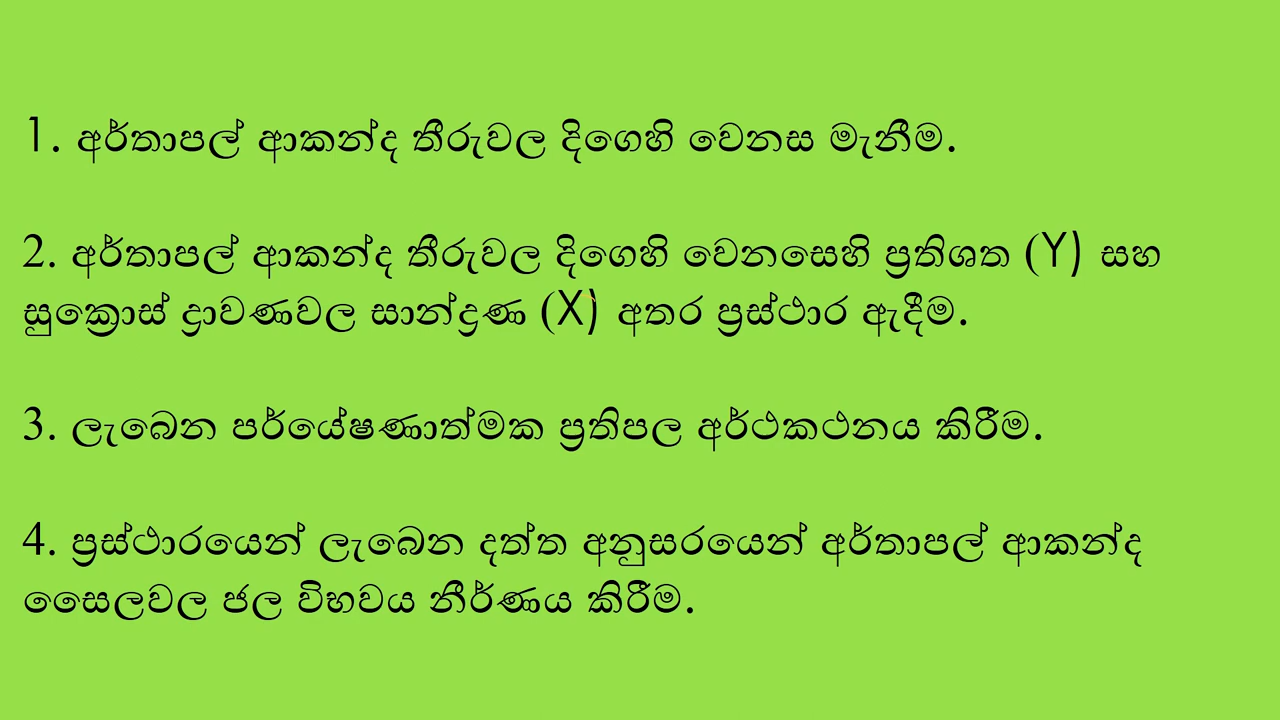 1. අර්තාපල් ආකන්ද තීරුවල දිගෙහි වෙනස මැනීම.
2. අර්තාපල් ආකන්ද තීරුවල දිගෙහි වෙනසෙහි ප්‍රතිශත (Y) සහ
සුක්‍රොස් ද්‍රාවණවල සාන්ද්‍රණ (X) අතර ප්‍රස්ථාර ඇදීම.
3. ලැබෙන පර්යේෂණාත්මක ප්‍රතිපල අර්ථකථනය කිරීම.
4. ප්‍රස්ථාරයෙන් ලැබෙන දත්ත අනුසරයෙන් අර්තාපල් ආකන්ද
සෛලවල ජල විභවය නීර්ණය කිරීම.